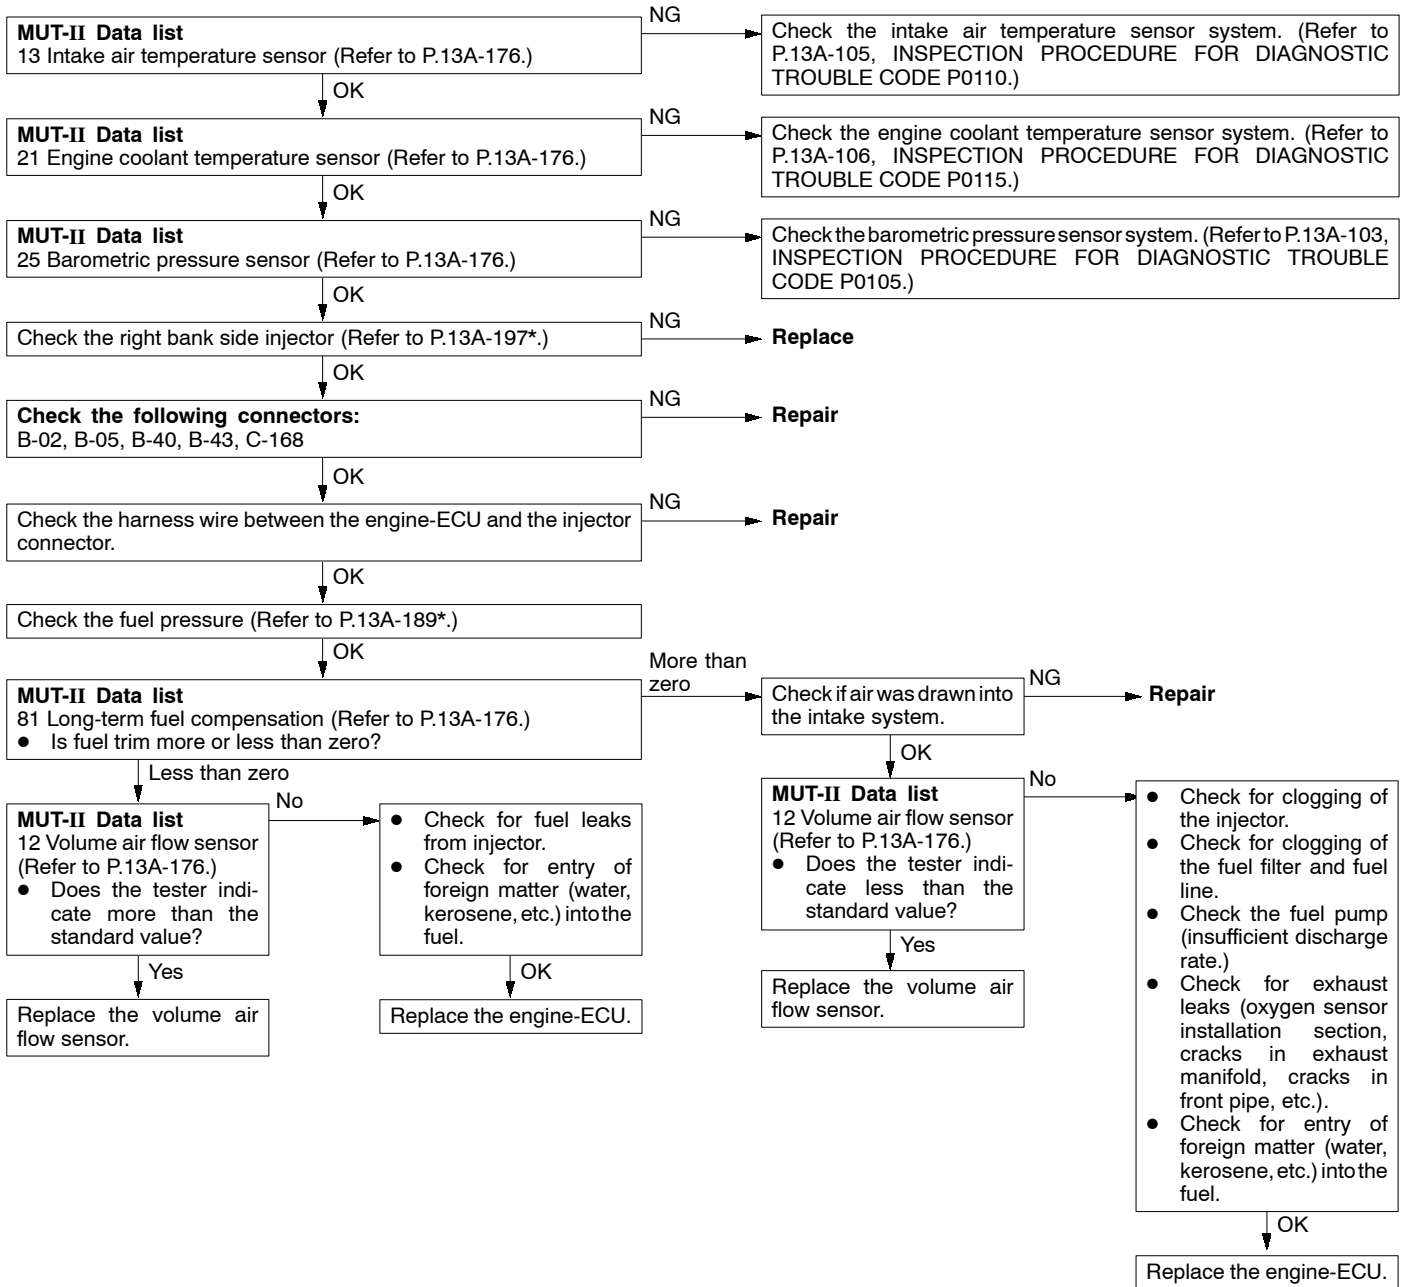 MUT-II Data list
13 Intake air temperature sensor (Refer to P.13A-176.)
NG
Check the intake air temperature sensor system. (Refer to
P.13A-105, INSPECTION PROCEDURE FOR DIAGNOSTIC
TROUBLE CODE P0110.)
OK
MUT-II Data list
21 Engine coolant temperature sensor (Refer to P.13A-176.)
NG
Check the engine coolant temperature sensor system. (Refer to
P.13A-106, INSPECTION PROCEDURE FOR DIAGNOSTIC
TROUBLE CODE P0115.)
OK
MUT-II Data list
25 Barometric pressure sensor (Refer to P.13A-176.)
NG
Check the barometric pressure sensor system. (Refer to P.13A-103,
INSPECTION PROCEDURE FOR DIAGNOSTIC TROUBLE
CODE P0105.)
OK
Check the right bank side injector (Refer to P.13A-197*.)
NG
Replace
OK
Check the following connectors:
B-02, B-05, B-40, B-43, C-168
NG
Repair
OK
Check the harness wire between the engine-ECU and the injector
connector.
NG
Repair
OK
Check the fuel pressure (Refer to P.13A-189*.)
OK
MUT-II Data list
81 Long-term fuel compensation (Refer to P.13A-176.)
● Is fuel trim more or less than zero?
More than
zero
Check if air was drawn into
the intake system.
NG
Repair
Less than zero
OK
MUT-II Data list
12 Volume air flow sensor
(Refer to P.13A-176.)
● Does the tester indi-
cate more than the
standard value?
No
● Check for fuel leaks
from injector.
● Check for entry of
foreign matter (water,
kerosene, etc.) into the
fuel.
Yes
Replace the volume air
flow sensor.
OK
Replace the engine-ECU.
MUT-II Data list
12 Volume air flow sensor
(Refer to P.13A-176.)
● Does the tester indi-
cate less than the
standard value?
No
● Check for clogging of
the injector.
● Check for clogging of
the fuel filter and fuel
line.
● Check the fuel pump
(insufficient discharge
rate.)
● Check for exhaust
leaks (oxygen sensor
installation section,
cracks in exhaust
manifold, cracks in
front pipe, etc.).
● Check for entry of
foreign matter (water,
kerosene, etc.) into the
fuel.
Yes
Replace the volume air
flow sensor.
OK
Replace the engine-ECU.